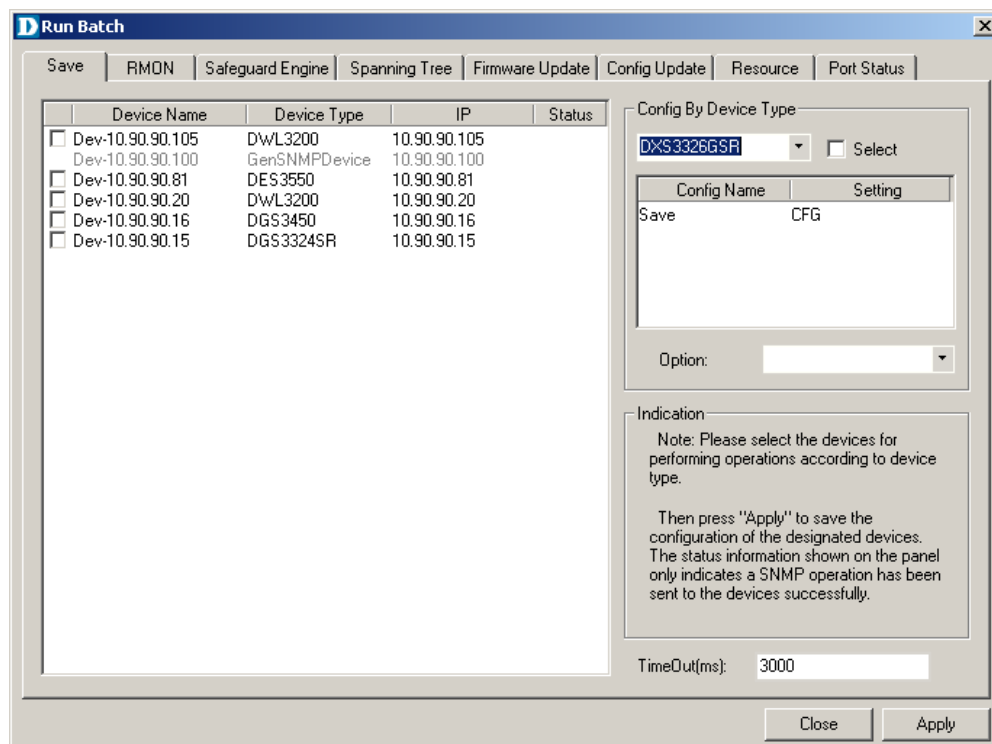 D Run Batch
Save RMON Safeguard Engine Spanning Tree Firmware Update Config Update Resource Port Status
Device Name Device Type IP Status
Dev-10.90.90.105 DWL3200 10.90.90.105
Dev-10.90.90.100 GenSNMPDevice 10.90.90.100
Dev-10.90.90.81 DES3550 10.90.90.81
Dev-10.90.90.20 DWL3200 10.90.90.20
Dev-10.90.90.16 DGS3450 10.90.90.16
Dev-10.90.90.15 DGS3324SR 10.90.90.15
Config By Device Type
DXS3326GSR Select
Config Name Setting
Save CFG
Option:
Indication
Note: Please select the devices for
performing operations according to device
type.
Then press "Apply" to save the
configuration of the designated devices.
The status information shown on the panel
only indicates a SNMP operation has been
sent to the devices successfully.
TimeOut(ms): 3000
Close Apply